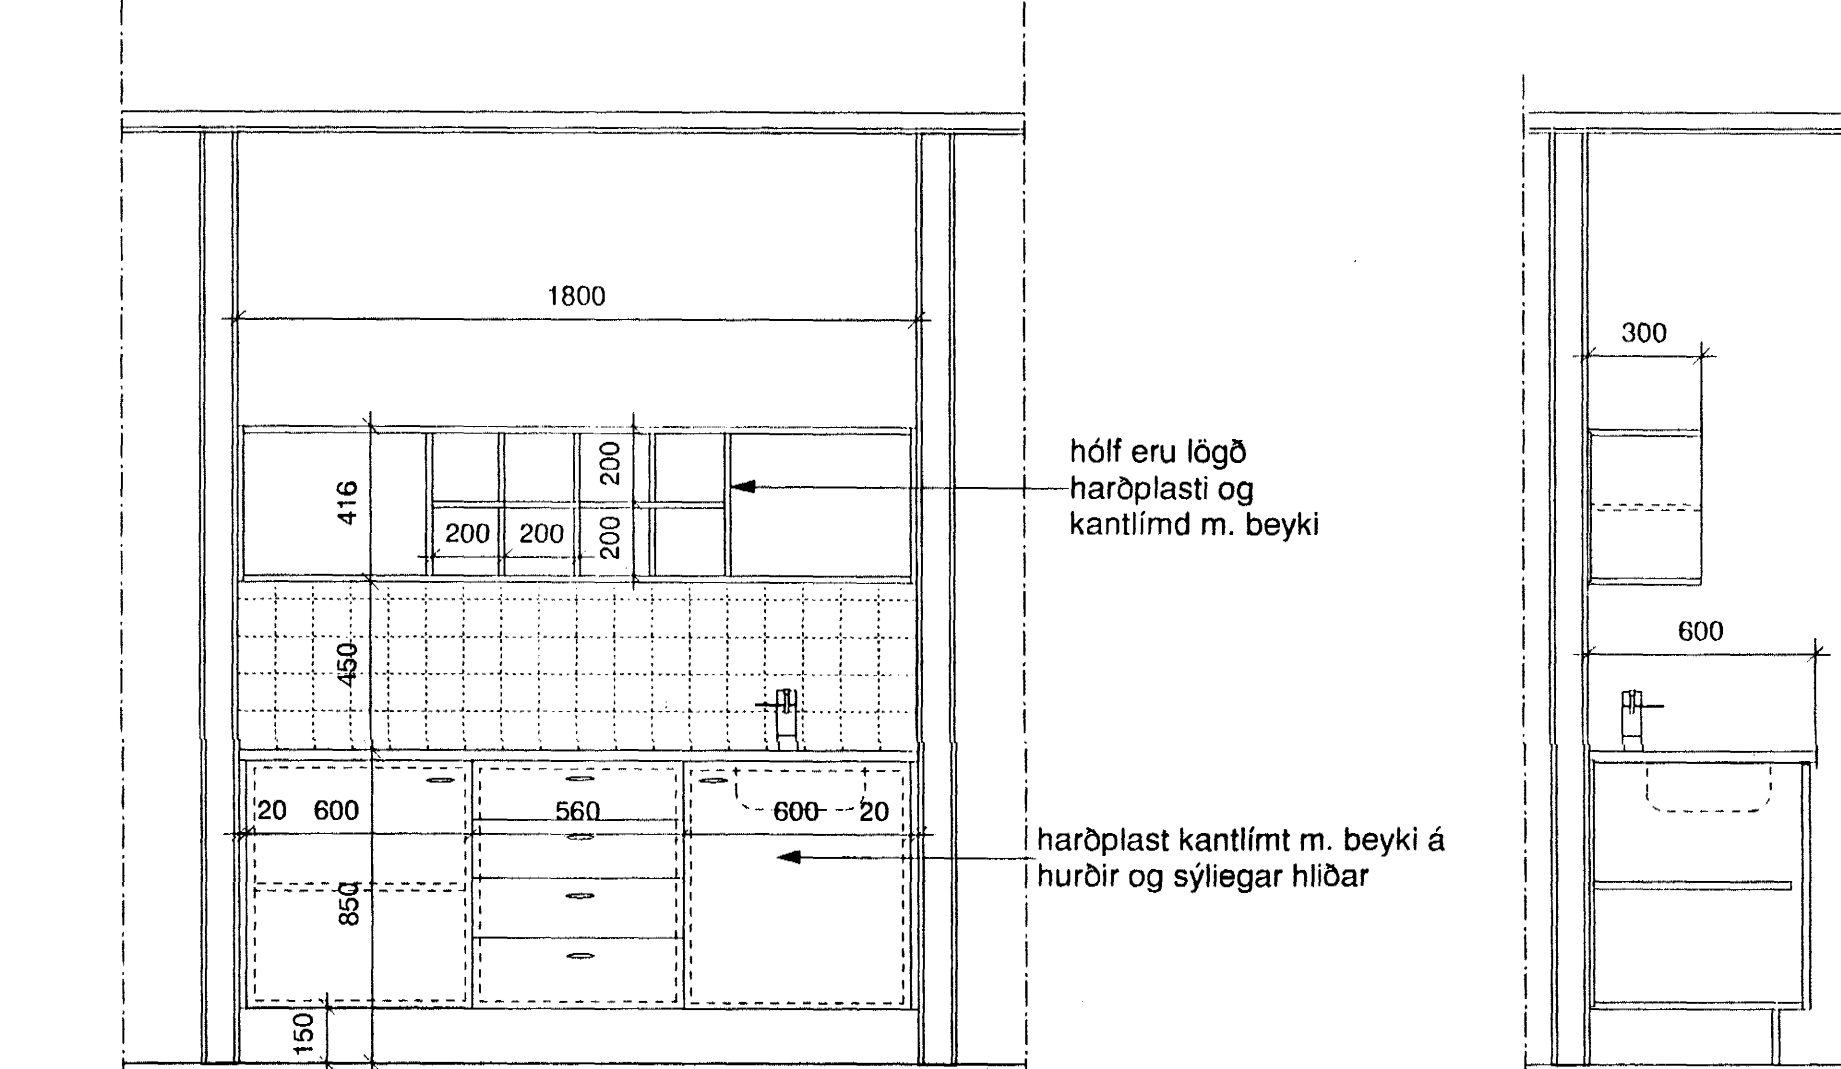 1800
300
hólf eru lögð
harðplasti og
kantlímd m. beyki
200
416
200 200
200
600
450
20 600 560 600 20
harðplast kantlímt m. beyki á
hurðir og sýliegar hliðar
850
150